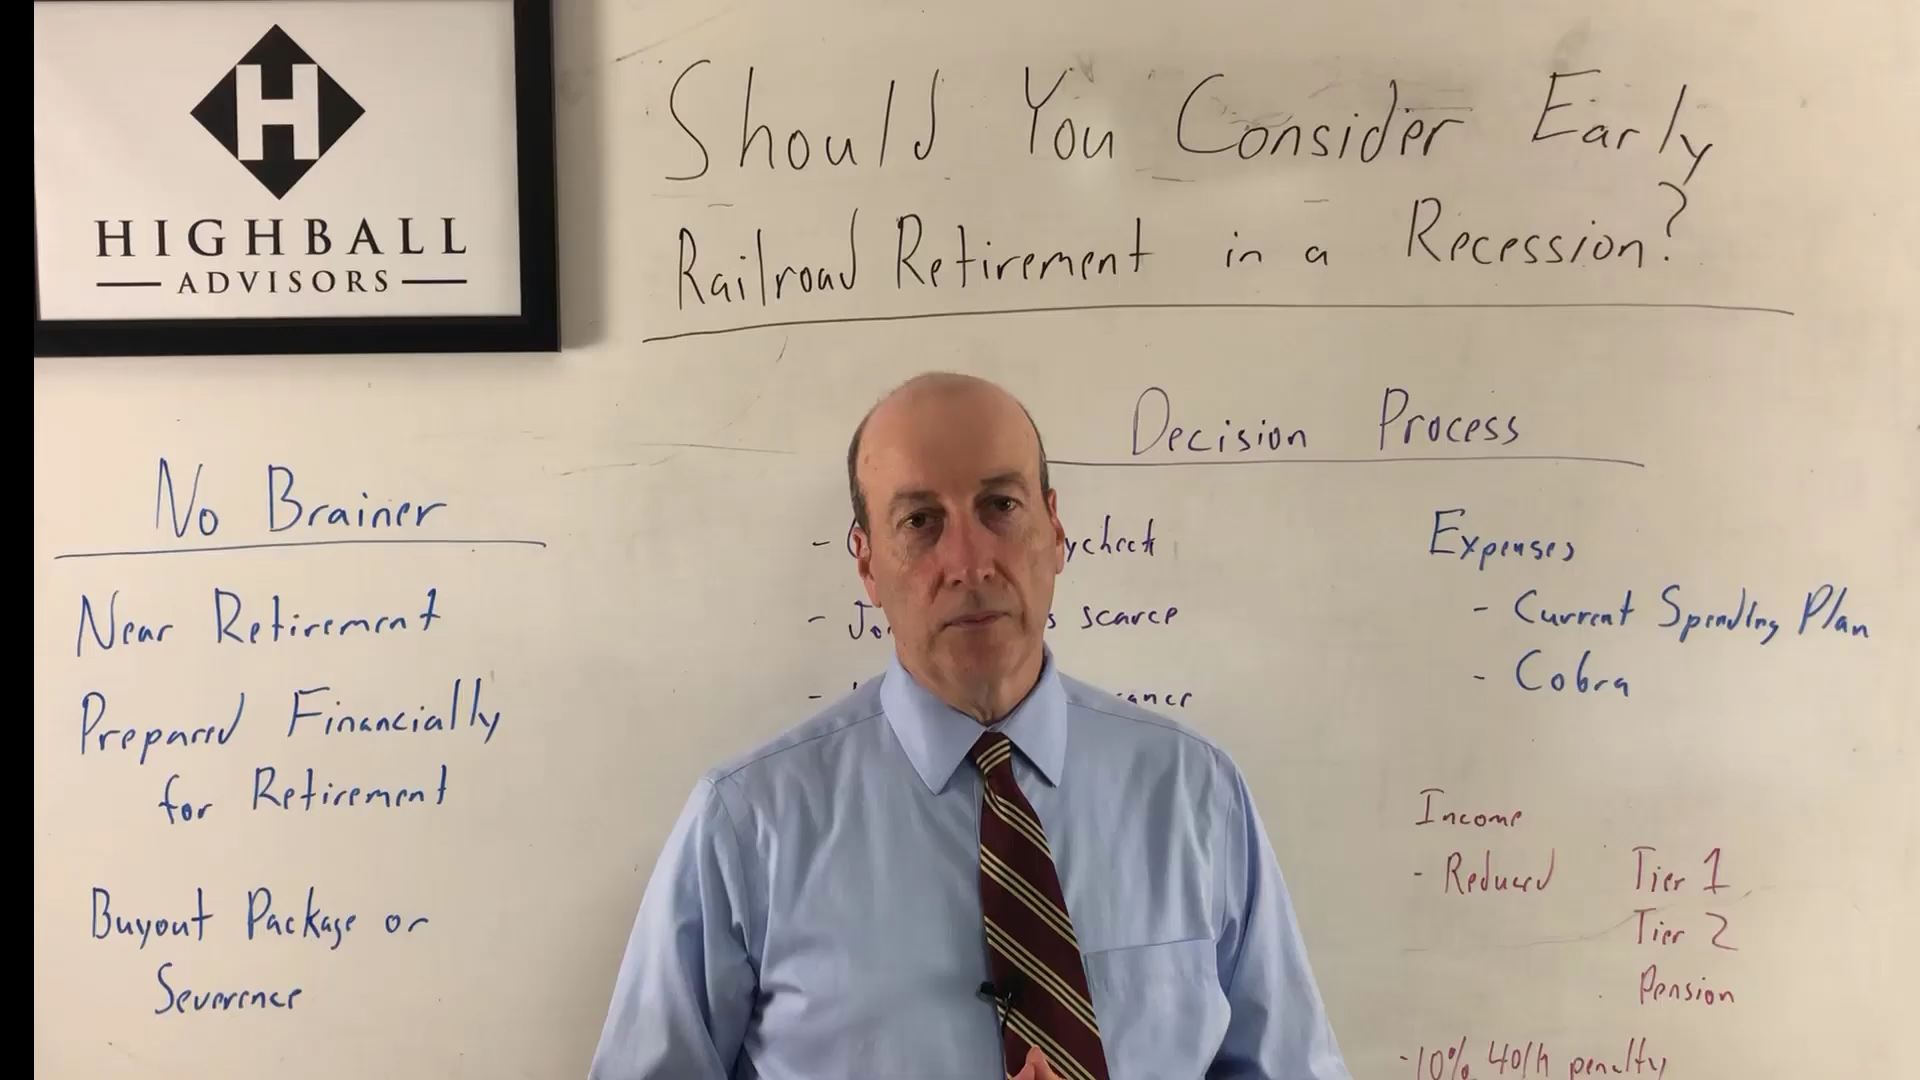 HIGHBALL
ADVISORS
Should You Consider Early
Railroad Retirement in a Recession?
No Brainer
Near Retirement
Prepared Financially
for Retirement
Buyout Package or
Severence
Decision Process
- 
- scarce
-
Expenses
- Current Spending Plan
- Cobra
Income
- Reduced Tier 1
Tier 2
Pension
- 10% 401k penalty